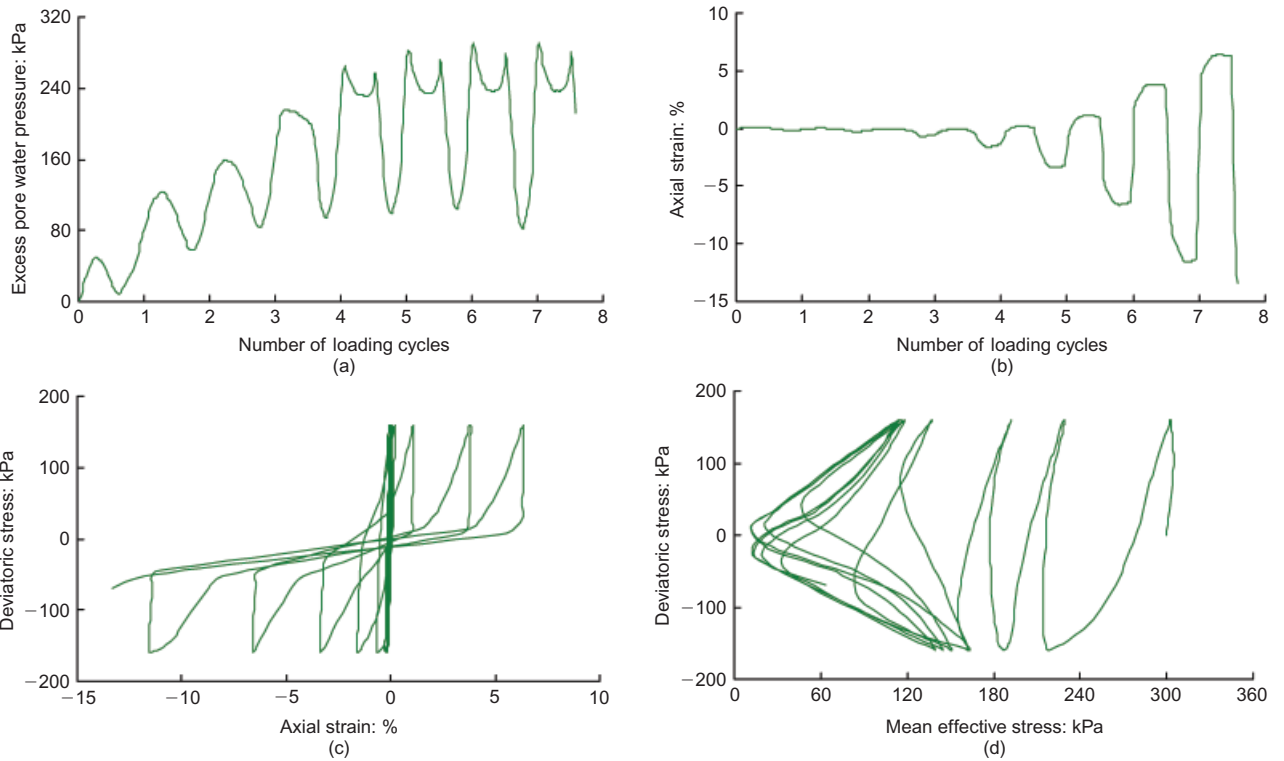 320
240
160
80
0
Excess pore water pressure: kPa
0 1 2 3 4 5 6 7 8
Number of loading cycles
(a)
10
5
0
−5
−10
−15
Axial strain: %
0 1 2 3 4 5 6 7 8
Number of loading cycles
(b)
200
100
0
−100
−200
Deviatoric stress: kPa
−15 −10 −5 0 5 10
Axial strain: %
(c)
200
100
0
−100
−200
Deviatoric stress: kPa
0 60 120 180 240 300 360
Mean effective stress: kPa
(d)